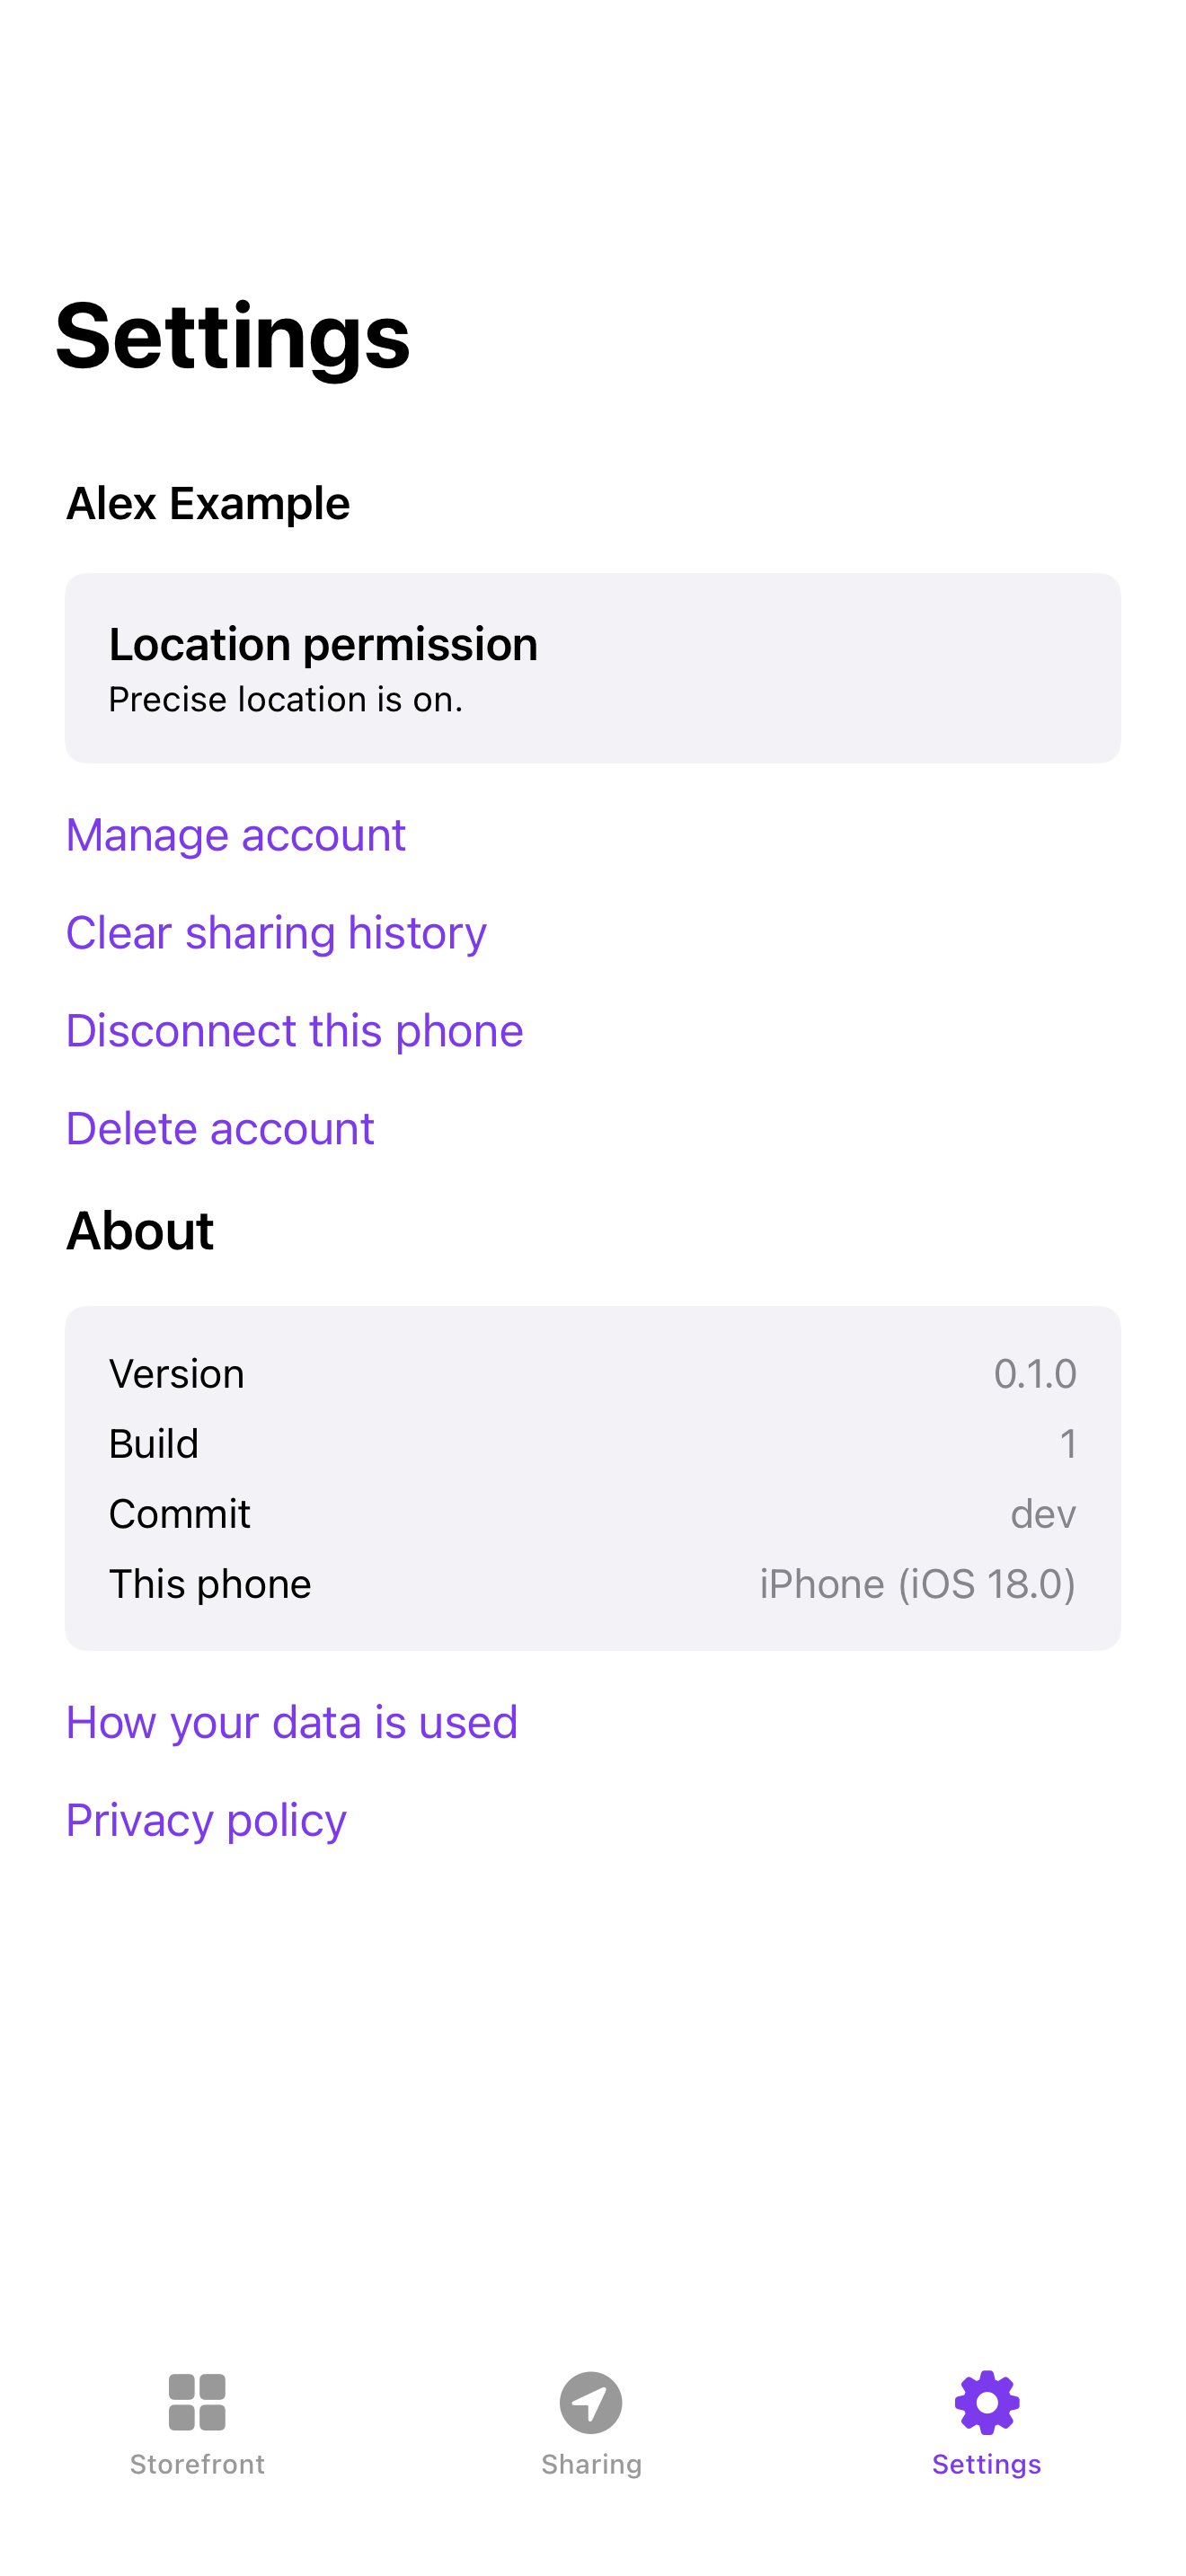 Settings
Alex Example
Location permission
Precise location is on.
Manage account
Clear sharing history
Disconnect this phone
Delete account
About
Version 0.1.0
Build 1
Commit dev
This phone iPhone (iOS 18.0)
How your data is used
Privacy policy
Storefront Sharing Settings